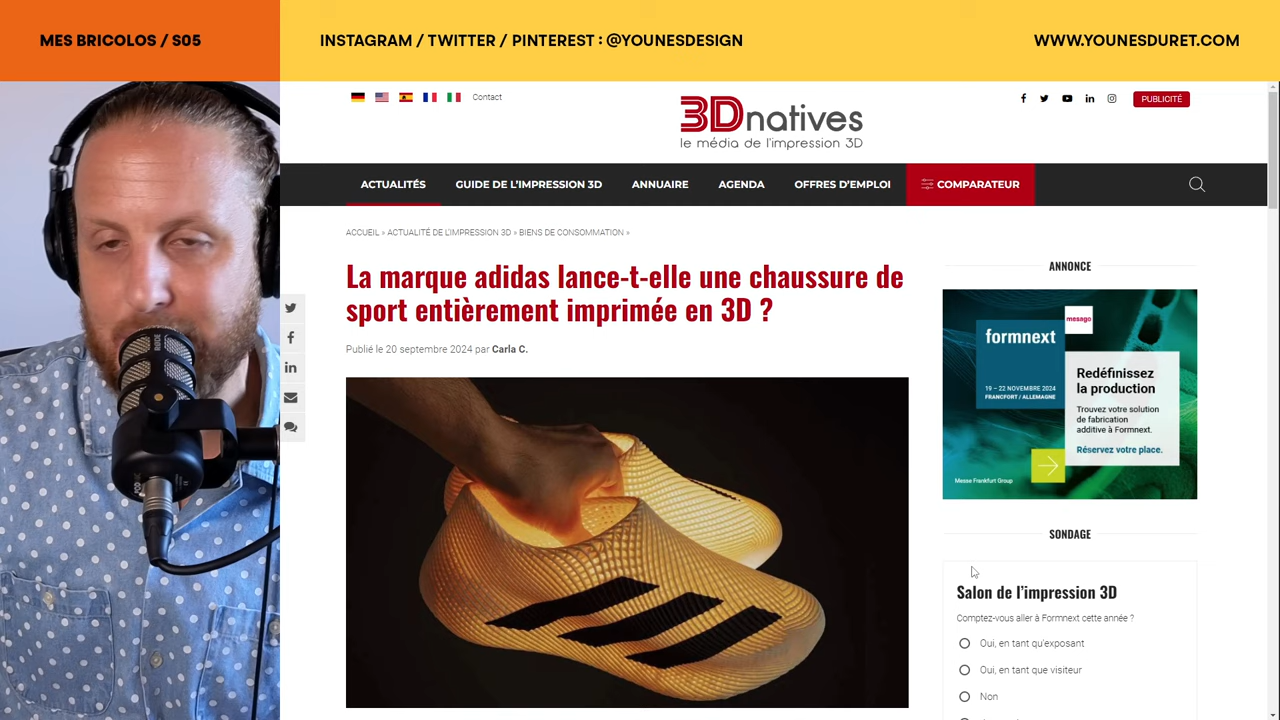 MES BRICOLOS / S05
INSTAGRAM / TWITTER / PINTEREST : @YOUNESDESIGN
WWW.YOUNESDURET.COM
Contact
3Dnatives
le média de l'impression 3D
PUBLICITÉ
ACTUALITÉS
GUIDE DE L'IMPRESSION 3D
ANNUAIRE
AGENDA
OFFRES D'EMPLOI
COMPARATEUR
ACCUEIL » ACTUALITÉ DE L'IMPRESSION 3D » BIENS DE CONSOMMATION »
La marque adidas lance-t-elle une chaussure de
sport entièrement imprimée en 3D ?
Publié le 20 septembre 2024 par Carla C.
RØDE
ANNONCE
mesago
formnext
19 – 22 NOVEMBRE 2024
FRANCFORT / ALLEMAGNE
Redéfinissez
la production
Trouvez votre solution
de fabrication
additive à Formnext.
Réservez votre place.
Messe Frankfurt Group
SONDAGE
Salon de l'impression 3D
Comptez-vous aller à Formnext cette année ?
Oui, en tant qu'exposant
Oui, en tant que visiteur
Non